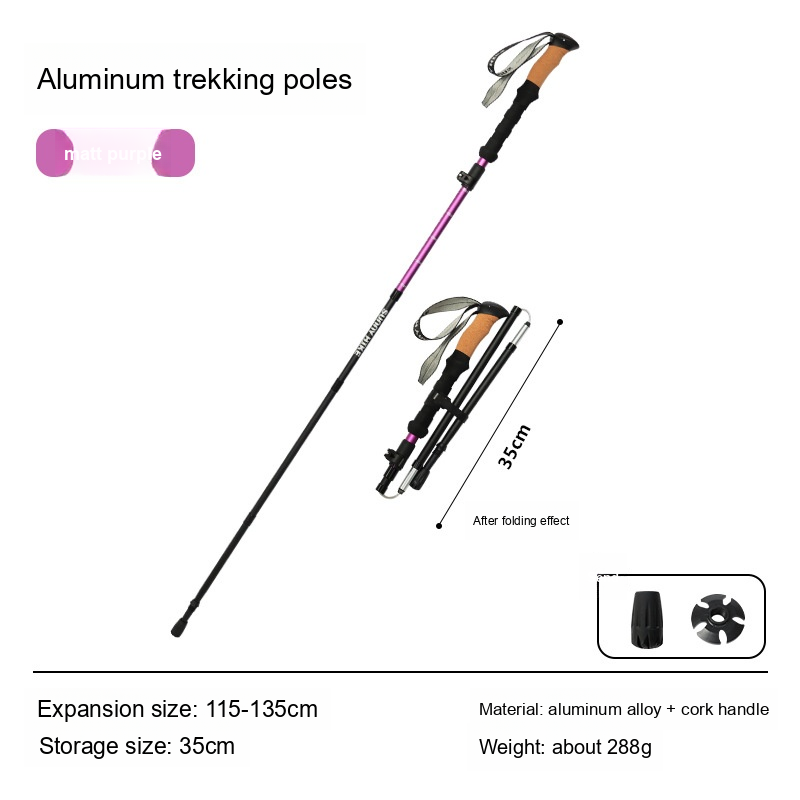 Aluminum trekking poles
matt purple
SUUNY HIKE
35cm
After folding effect
Expansion size: 115-135cm
Material: aluminum alloy + cork handle
Storage size: 35cm
Weight: about 288g